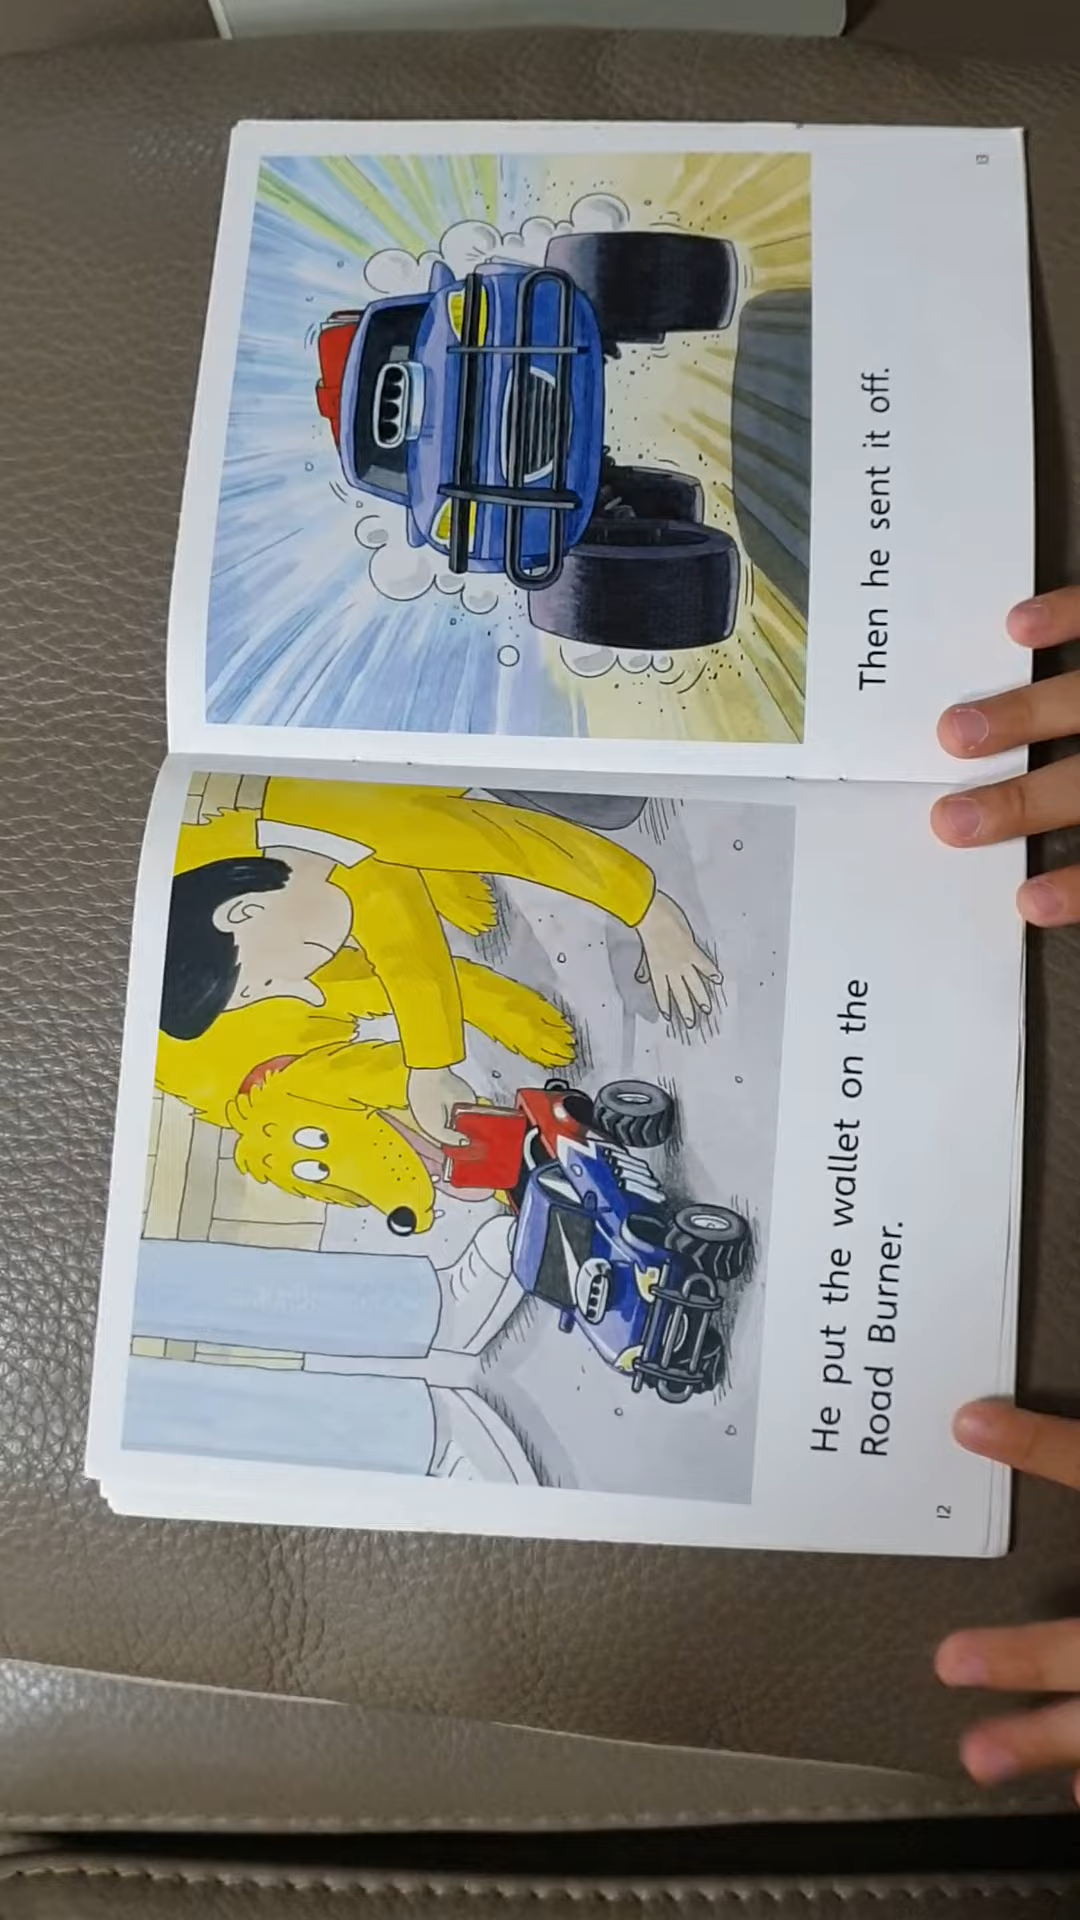 He put the wallet on the
Road Burner.
12
Then he sent it off.
13